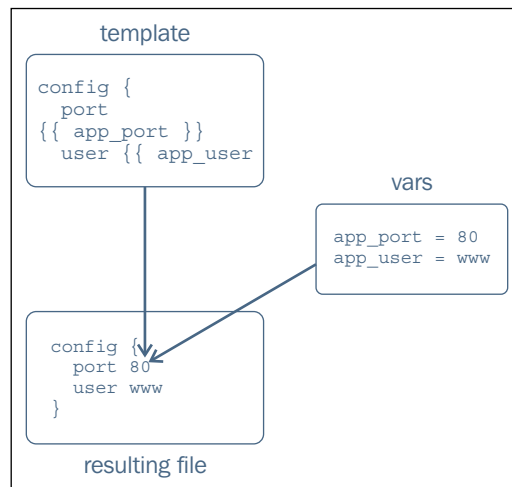 template
config {
port
{{ app_port }}
user {{ app_user
vars
app_port = 80
app_user = www
config {
port 80
user www
}
resulting file